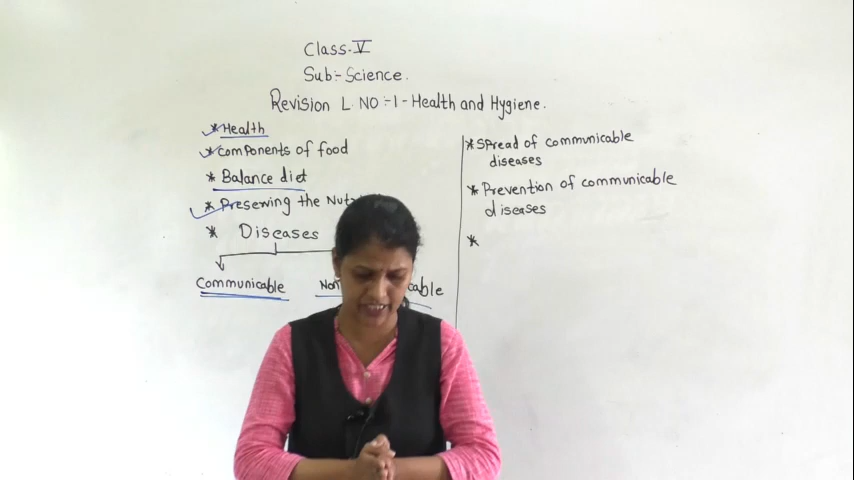 Class-V
Sub:-Science.
Revision L.NO:-1-Health and Hygiene.
* Health
* Components of food
* Balance diet
* Preserving the
* Diseases
Communicable
* Spread of communicable
diseases
* Prevention of communicable
diseases
*